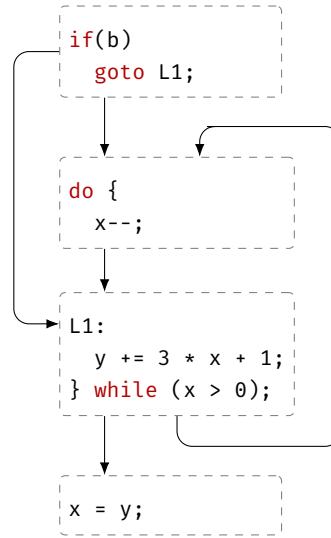 if(b)
  goto L1;
do {
  x--;
L1:
  y += 3 * x + 1;
} while (x > 0);
x = y;